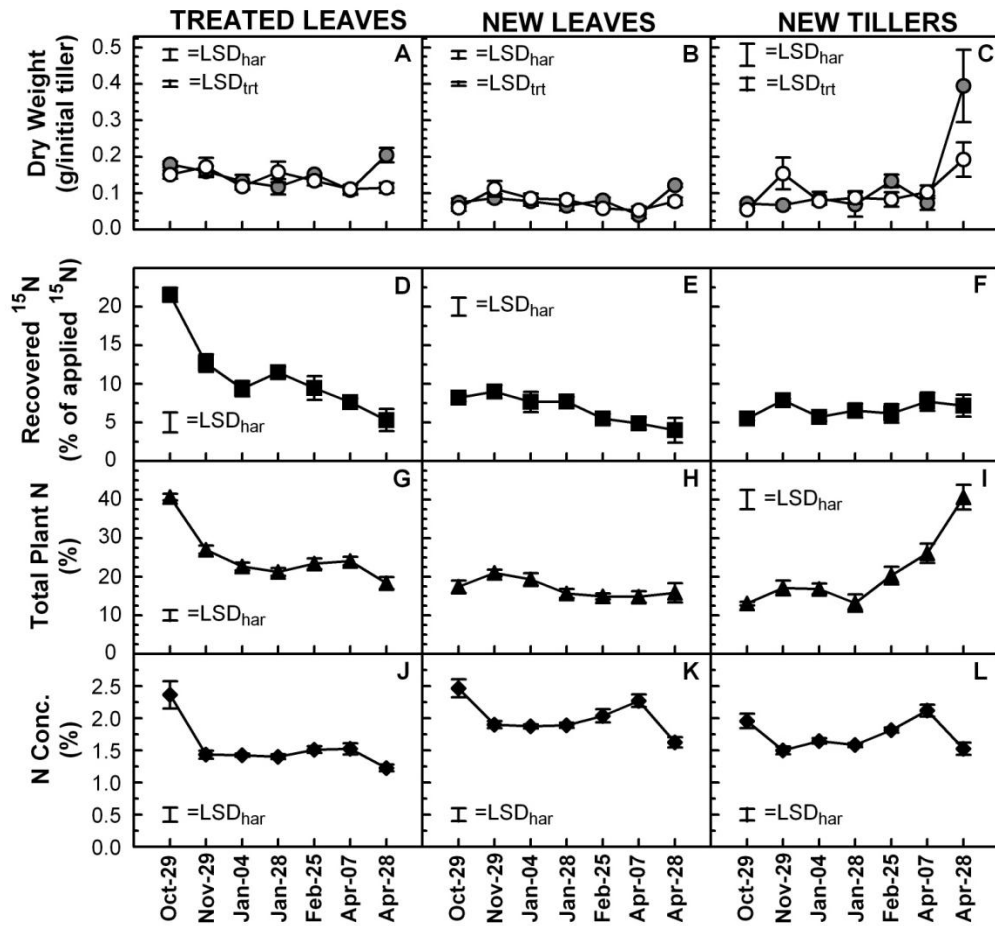 TREATED LEAVES NEW LEAVES NEW TILLERS
Dry Weight
(g/initial tiller)
0.5
0.4
0.3
0.2
0.1
0.0
=LSDhar
=LSDtrt
A
=LSDhar
=LSDtrt
B
=LSDhar
=LSDtrt
C
Recovered 15N
(% of applied 15N)
20
15
10
5
0
D
=LSDhar
E
=LSDhar
F
Total Plant N
(%)
40
30
20
10
0
G
=LSDhar
H
I
=LSDhar
N Conc.
(%)
2.5
2.0
1.5
1.0
0.5
0.0
J
=LSDhar
K
=LSDhar
L
=LSDhar
Oct-29
Nov-29
Jan-04
Jan-28
Feb-25
Apr-07
Apr-28
Oct-29
Nov-29
Jan-04
Jan-28
Feb-25
Apr-07
Apr-28
Oct-29
Nov-29
Jan-04
Jan-28
Feb-25
Apr-07
Apr-28